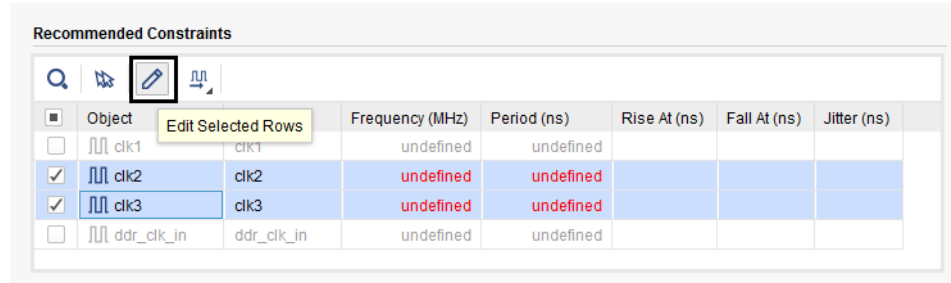 Recommended Constraints
Object Frequency (MHz) Period (ns) Rise At (ns) Fall At (ns) Jitter (ns)
Edit Selected Rows
clk1 clk1 undefined undefined
clk2 clk2 undefined undefined
clk3 clk3 undefined undefined
ddr_clk_in ddr_clk_in undefined undefined